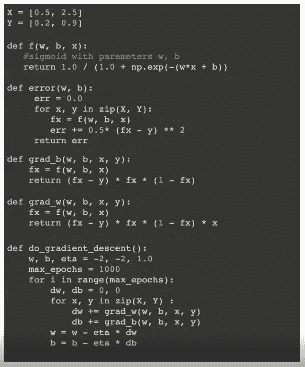 X = [0.5, 2.5]
Y = [0.2, 0.9]
def f(w, b, x):
#sigmoid with parameters w, b
return 1.0 / (1.0 + np.exp(-(w*x + b))
def error(w, b):
err = 0.0
for x, y in zip(X, Y):
fx = f(w, b, x)
err += 0.5* (fx - y) ** 2
return err
def grad_b(w, b, x, y):
fx = f(w, b, x)
return (fx - y) * fx * (1 - fx)
def grad_w(w, b, x, y):
fx = f(w, b, x)
return (fx - y) * fx * (1 - fx) * x
def do_gradient_descent():
w, b, eta = -2, -2, 1.0
max_epochs = 1000
for i in range(max_epochs):
dw, db = 0, 0
for x, y in zip(X, Y) :
dw += grad_w(w, b, x, y)
db += grad_b(w, b, x, y)
w = w - eta * dw
b = b - eta * db